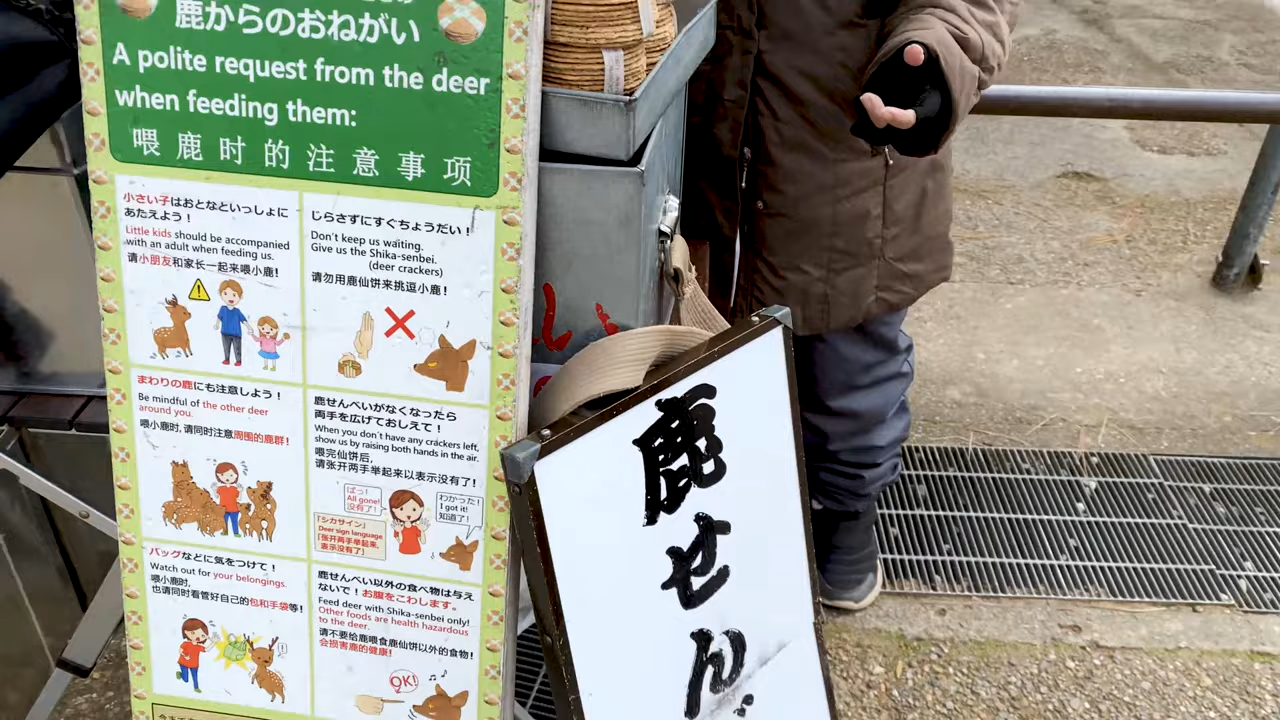 鹿からのおねがい
A polite request from the deer
when feeding them:
喂鹿时的注意事项
小さい子はおとなといっしょに
あたえよう!
Little kids should be accompanied
with an adult when feeding us.
请小朋友和家长一起来喂小鹿!
じらさずにすぐちょうだい!
Don't keep us waiting.
Give us the Shika-senbei.
(deer crackers)
请勿用鹿仙饼来挑逗小鹿!
まわりの鹿にも注意しよう!
Be mindful of the other deer
around you.
喂小鹿时,请同时注意周围的鹿群!
鹿せんべいがなくなったら
両手を広げておしえて!
When you don't have any crackers left,
show us by raising both hands in the air.
喂完仙饼后,
请张开两手举起来以表示没有了!
ぱっ!
All gone!
没有了!
わかった!
I got it!
知道了!
「シカサイン」
Deer sign language
「张开两手举起来,
表示没有了」
バッグなどに気をつけて!
Watch out for your belongings.
喂小鹿时,
也请同时看管好自己的包和手袋等!
鹿せんべい以外の食べ物は与え
ないで!お腹をこわします。
Feed deer with Shika-senbei only!
Other foods are health hazardous
to the deer.
请不要给鹿喂食鹿仙饼以外的食物!
会损害鹿的健康!
OK!
鹿せん